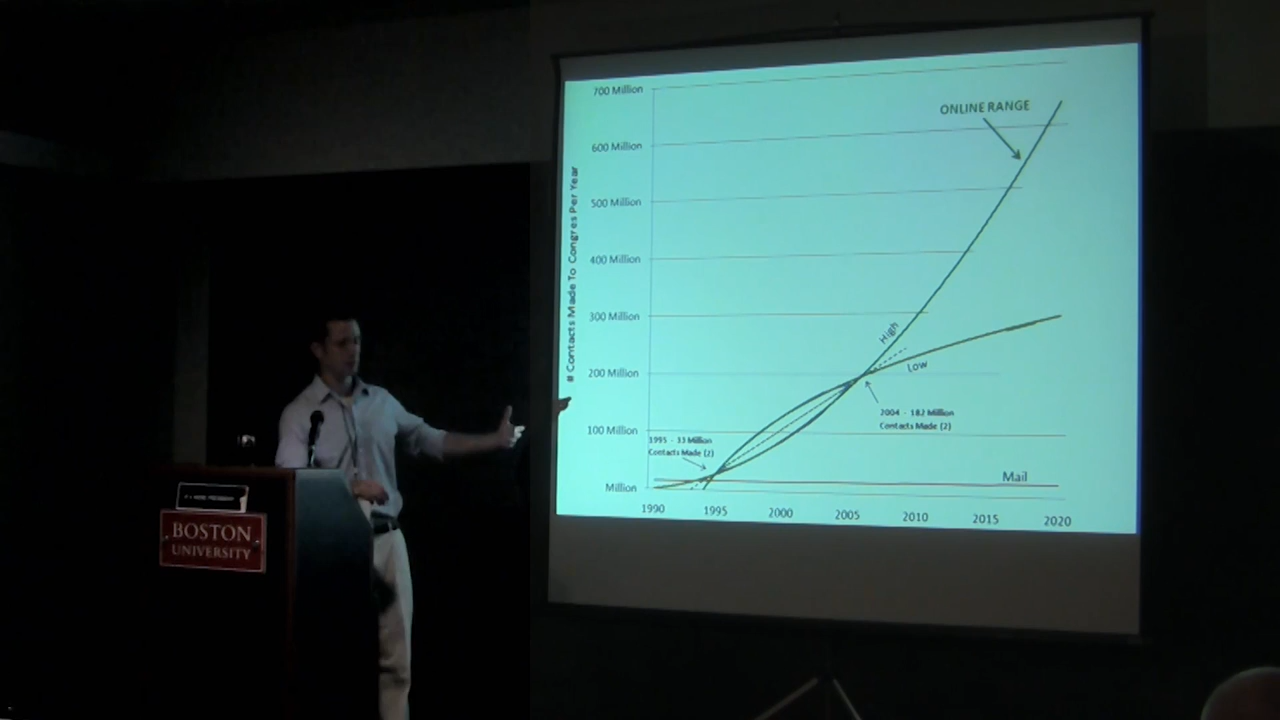 700 Million
600 Million
500 Million
400 Million
300 Million
200 Million
100 Million
Million
# Contacts Made To Congres Per Year
ONLINE RANGE
High
Low
2004 - 182 Million
Contacts Made (2)
1995 - 33 Million
Contacts Made (2)
Mail
1990 1995 2000 2005 2010 2015 2020
BOSTON
UNIVERSITY